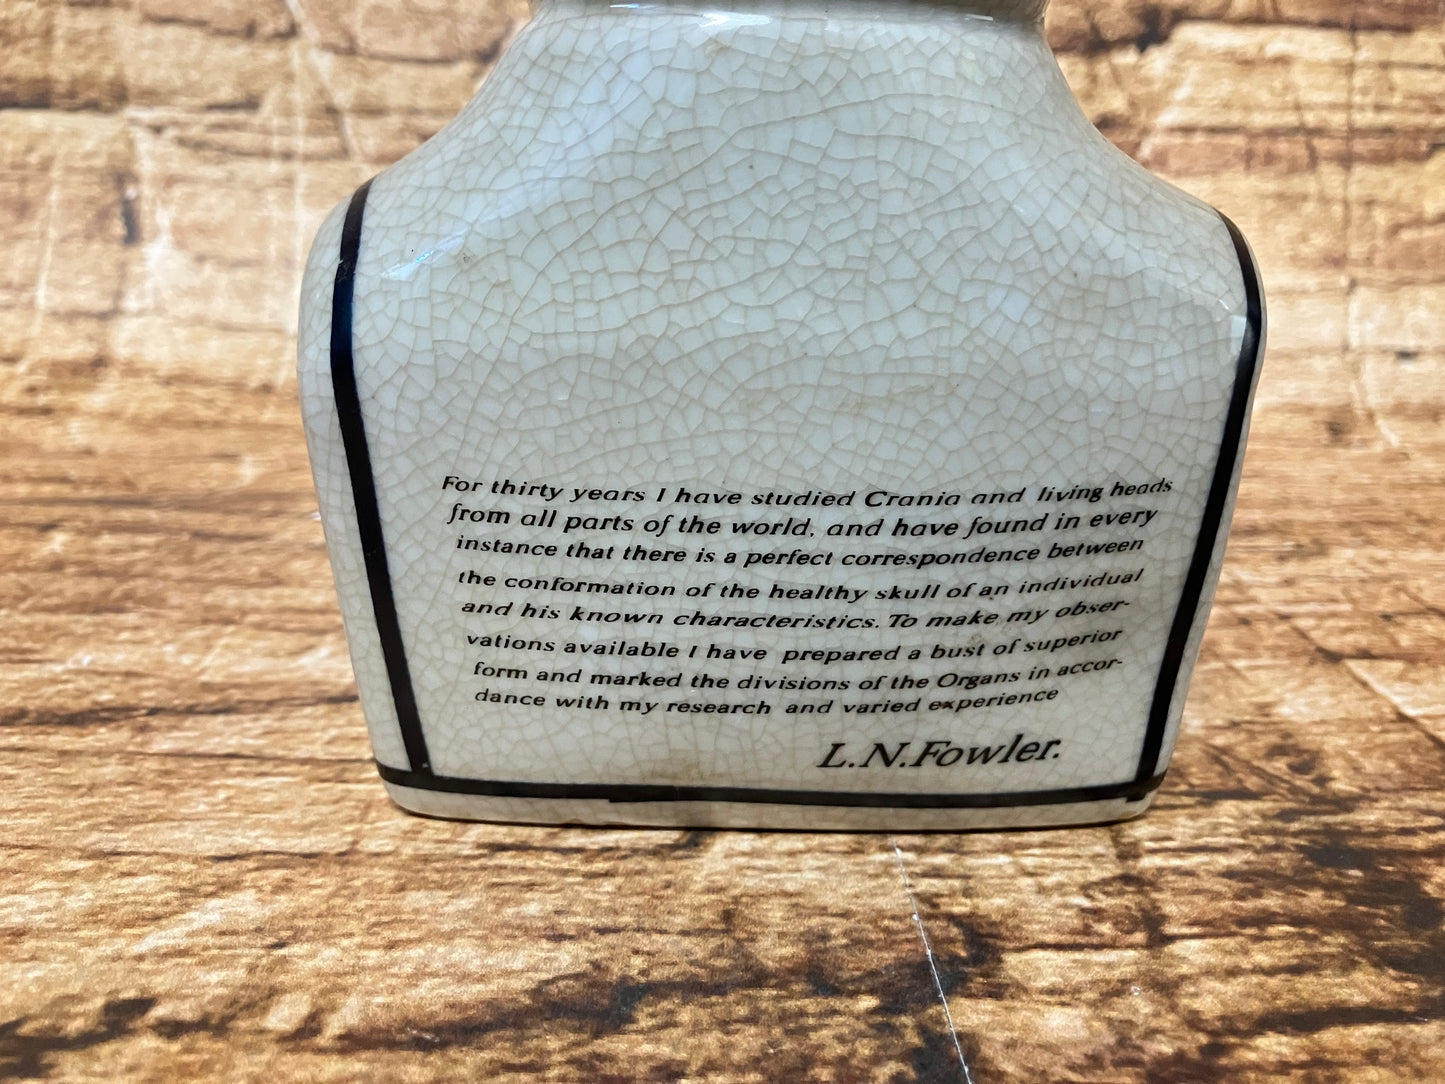 For thirty years I have studied Crania and living heads
from all parts of the world, and have found in every
instance that there is a perfect correspondence between
the conformation of the healthy skull of an individual
and his known characteristics. To make my obser-
vations available I have prepared a bust of superior
form and marked the divisions of the Organs in accor-
dance with my research and varied experience
L.N.Fowler.